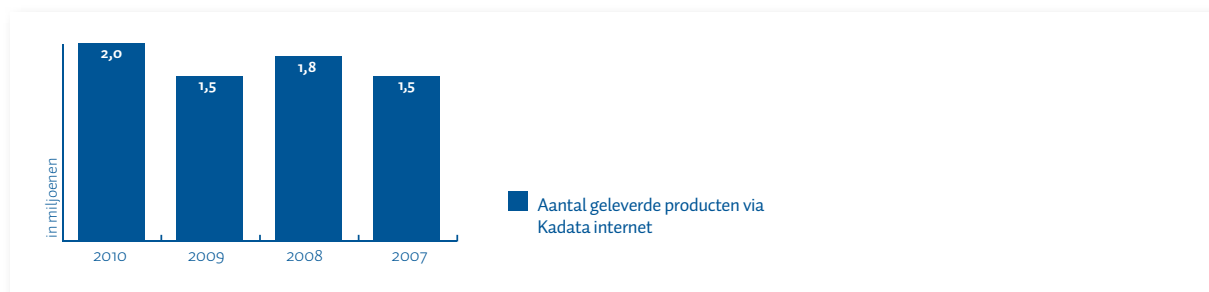 2,0
1,5
1,8
1,5
in miljoenen
2010
2009
2008
2007
Aantal geleverde producten via
Kadata internet